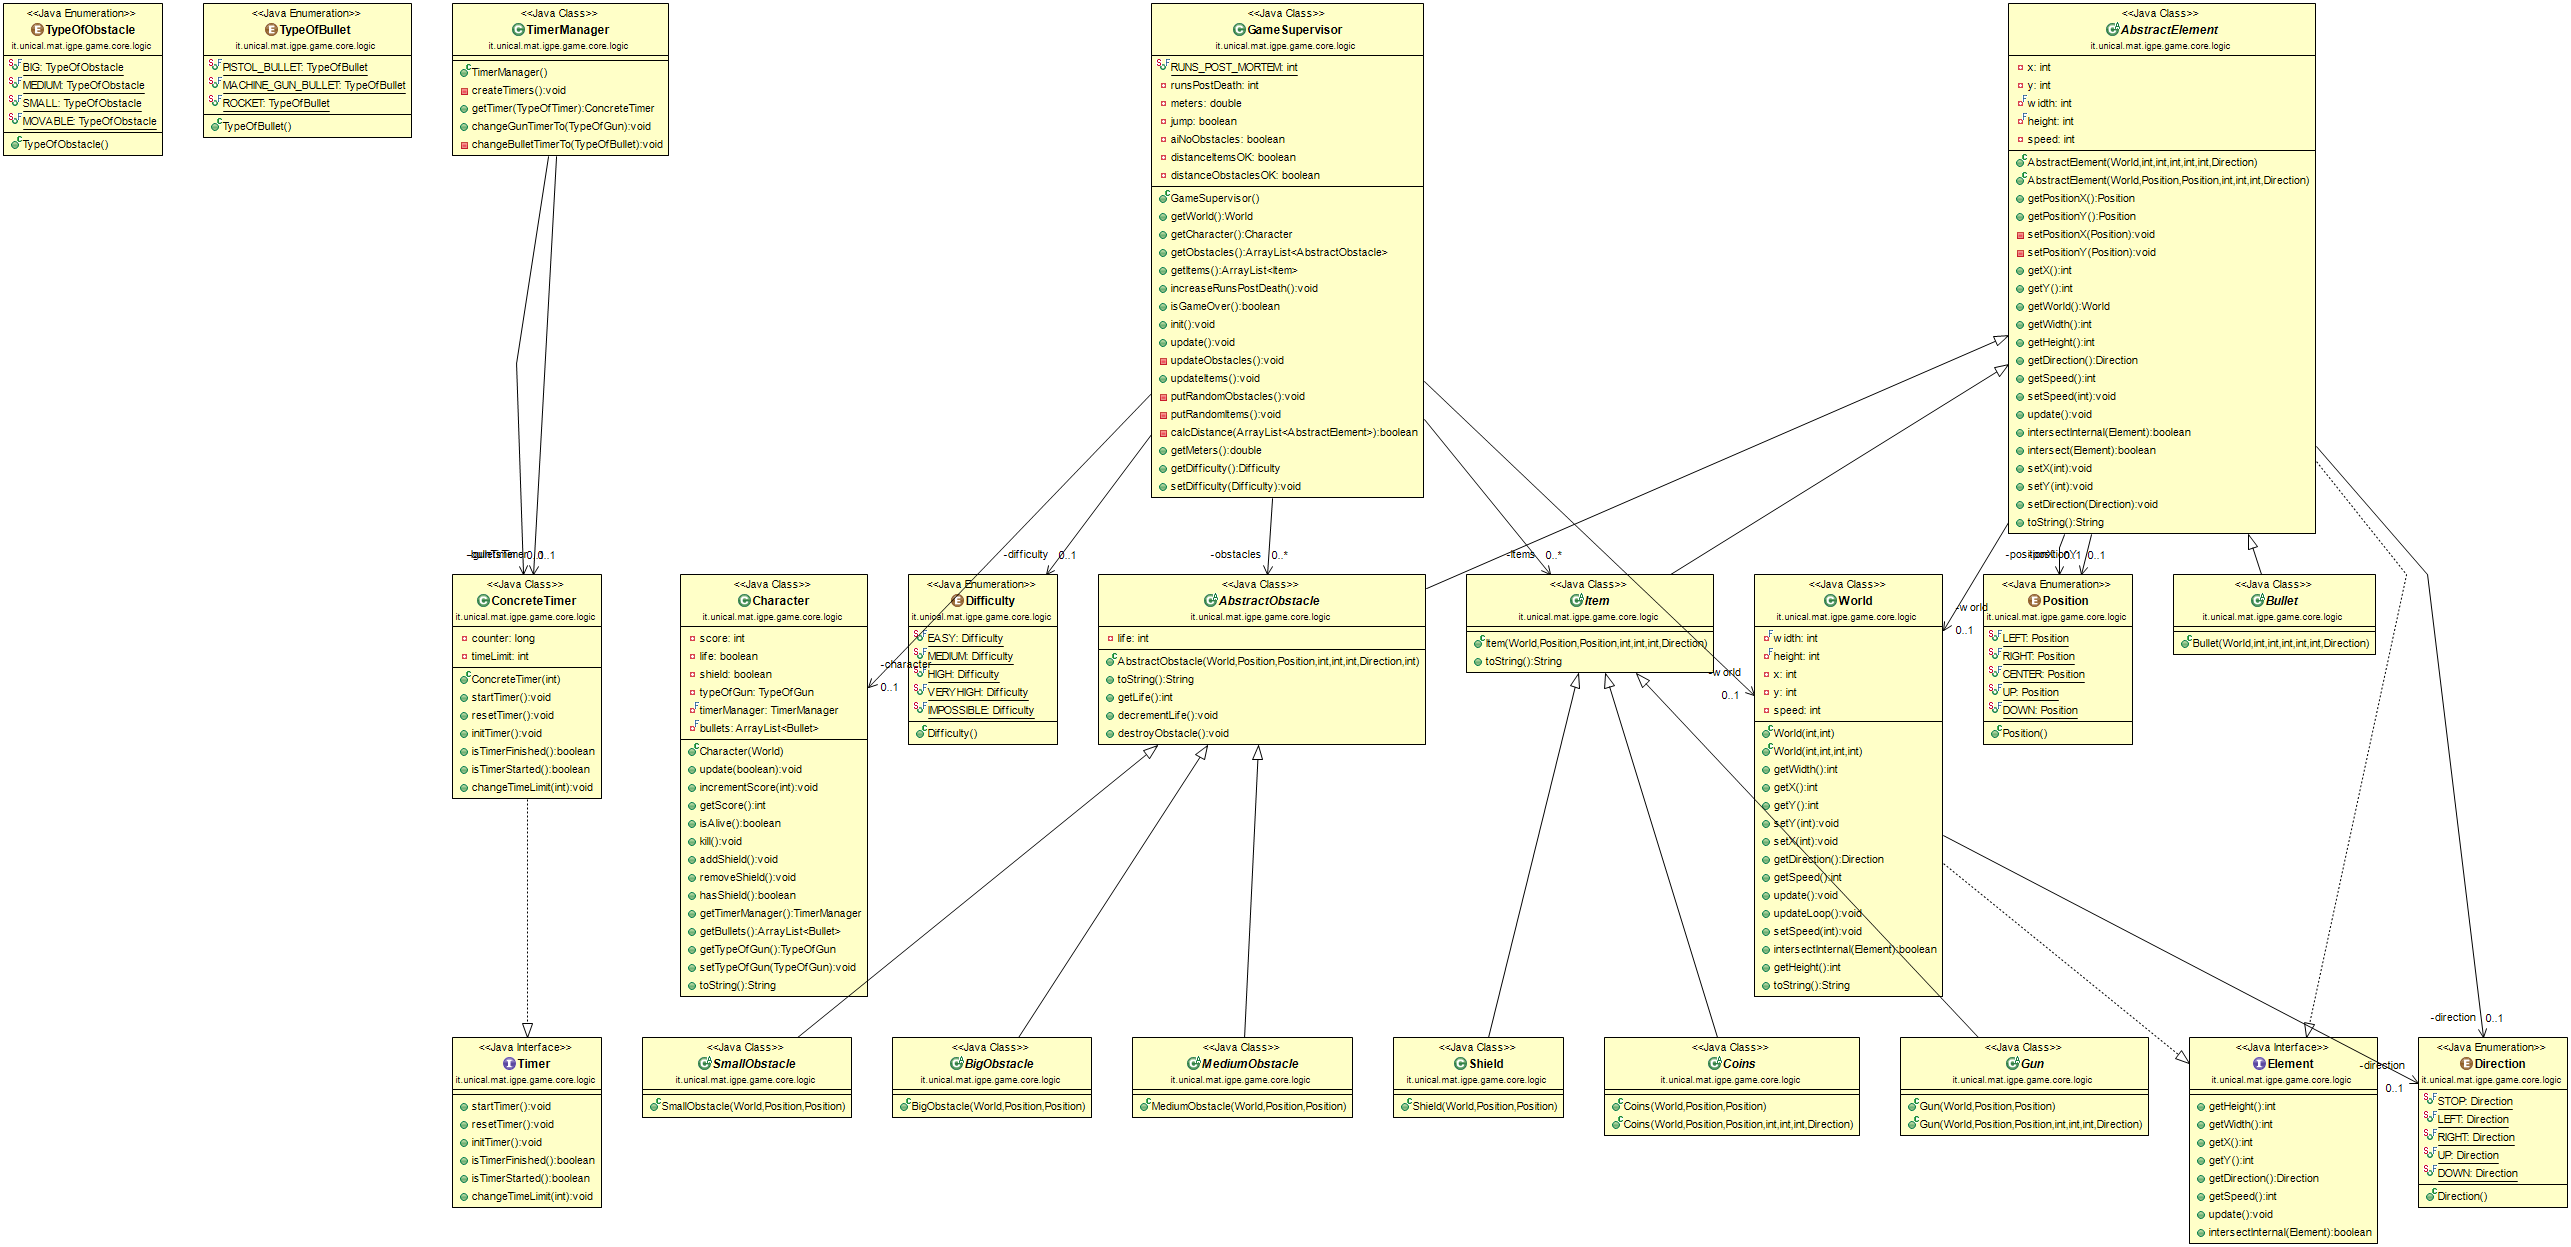 <<Java Enumeration>>
TypeOfObstacle
it.unical.mat.igpe.game.core.logic
BIG: TypeOfObstacle
MEDIUM: TypeOfObstacle
SMALL: TypeOfObstacle
MOVABLE: TypeOfObstacle
TypeOfObstacle()
<<Java Enumeration>>
TypeOfBullet
it.unical.mat.igpe.game.core.logic
PISTOL_BULLET: TypeOfBullet
MACHINE_GUN_BULLET: TypeOfBullet
ROCKET: TypeOfBullet
TypeOfBullet()
<<Java Class>>
TimerManager
it.unical.mat.igpe.game.core.logic
TimerManager()
createTimers():void
getTimer(TypeOfTimer):ConcreteTimer
changeGunTimerTo(TypeOfGun):void
changeBulletTimerTo(TypeOfBullet):void
<<Java Class>>
GameSupervisor
it.unical.mat.igpe.game.core.logic
RUNS_POST_MORTEM: int
runsPostDeath: int
meters: double
jump: boolean
aiNoObstacles: boolean
distanceItemsOK: boolean
distanceObstaclesOK: boolean
GameSupervisor()
getWorld():World
getCharacter():Character
getObstacles():ArrayList<AbstractObstacle>
getItems():ArrayList<Item>
increaseRunsPostDeath():void
isGameOver():boolean
init():void
update():void
updateObstacles():void
updateItems():void
putRandomObstacles():void
putRandomItems():void
calcDistance(ArrayList<AbstractElement>):boolean
getMeters():double
getDifficulty():Difficulty
setDifficulty(Difficulty):void
<<Java Class>>
AbstractElement
it.unical.mat.igpe.game.core.logic
x: int
y: int
width: int
height: int
speed: int
AbstractElement(World,int,int,int,int,int,Direction)
AbstractElement(World,Position,Position,int,int,int,Direction)
getPositionX():Position
getPositionY():Position
setPositionX(Position):void
setPositionY(Position):void
getX():int
getY():int
getWorld():World
getWidth():int
getHeight():int
getDirection():Direction
getSpeed():int
setSpeed(int):void
update():void
intersectInternal(Element):boolean
intersect(Element):boolean
setX(int):void
setY(int):void
setDirection(Direction):void
toString():String
0..1
-difficulty 0..1
-obstacles 0..*
-items 0..*
0..1 0..1
<<Java Class>>
ConcreteTimer
it.unical.mat.igpe.game.core.logic
counter: long
timeLimit: int
ConcreteTimer(int)
startTimer():void
resetTimer():void
initTimer():void
isTimerFinished():boolean
isTimerStarted():boolean
changeTimeLimit(int):void
<<Java Class>>
Character
it.unical.mat.igpe.game.core.logic
score: int
life: boolean
shield: boolean
typeOfGun: TypeOfGun
timerManager: TimerManager
bullets: ArrayList<Bullet>
Character(World)
update(boolean):void
incrementScore(int):void
getScore():int
isAlive():boolean
kill():void
addShield():void
removeShield():void
hasShield():boolean
getTimerManager():TimerManager
getBullets():ArrayList<Bullet>
getTypeOfGun():TypeOfGun
setTypeOfGun(TypeOfGun):void
toString():String
-character
0..1
<<Java Enumeration>>
Difficulty
it.unical.mat.igpe.game.core.logic
EASY: Difficulty
MEDIUM: Difficulty
HIGH: Difficulty
VERYHIGH: Difficulty
IMPOSSIBLE: Difficulty
Difficulty()
<<Java Class>>
AbstractObstacle
it.unical.mat.igpe.game.core.logic
life: int
AbstractObstacle(World,Position,Position,int,int,int,Direction,int)
toString():String
getLife():int
decrementLife():void
destroyObstacle():void
<<Java Class>>
Item
it.unical.mat.igpe.game.core.logic
Item(World,Position,Position,int,int,int,Direction)
toString():String
-world
0..1
<<Java Class>>
World
it.unical.mat.igpe.game.core.logic
width: int
height: int
x: int
y: int
speed: int
World(int,int)
World(int,int,int,int)
getWidth():int
getX():int
getY():int
setY(int):void
setX(int):void
getDirection():Direction
getSpeed():int
update():void
updateLoop():void
setSpeed(int):void
intersectInternal(Element):boolean
getHeight():int
toString():String
-world
0..1
<<Java Enumeration>>
Position
it.unical.mat.igpe.game.core.logic
LEFT: Position
RIGHT: Position
CENTER: Position
UP: Position
DOWN: Position
Position()
<<Java Class>>
Bullet
it.unical.mat.igpe.game.core.logic
Bullet(World,int,int,int,int,int,Direction)
-direction 0..1
<<Java Interface>>
Timer
it.unical.mat.igpe.game.core.logic
startTimer():void
resetTimer():void
initTimer():void
isTimerFinished():boolean
isTimerStarted():boolean
changeTimeLimit(int):void
<<Java Class>>
SmallObstacle
it.unical.mat.igpe.game.core.logic
SmallObstacle(World,Position,Position)
<<Java Class>>
BigObstacle
it.unical.mat.igpe.game.core.logic
BigObstacle(World,Position,Position)
<<Java Class>>
MediumObstacle
it.unical.mat.igpe.game.core.logic
MediumObstacle(World,Position,Position)
<<Java Class>>
Shield
it.unical.mat.igpe.game.core.logic
Shield(World,Position,Position)
<<Java Class>>
Coins
it.unical.mat.igpe.game.core.logic
Coins(World,Position,Position)
Coins(World,Position,Position,int,int,int,Direction)
<<Java Class>>
Gun
it.unical.mat.igpe.game.core.logic
Gun(World,Position,Position)
Gun(World,Position,Position,int,int,int,Direction)
<<Java Interface>>
Element
it.unical.mat.igpe.game.core.logic
getHeight():int
getWidth():int
getX():int
getY():int
getDirection():Direction
getSpeed():int
update():void
intersectInternal(Element):boolean
-direction
0..1
<<Java Enumeration>>
Direction
it.unical.mat.igpe.game.core.logic
STOP: Direction
LEFT: Direction
RIGHT: Direction
UP: Direction
DOWN: Direction
Direction()